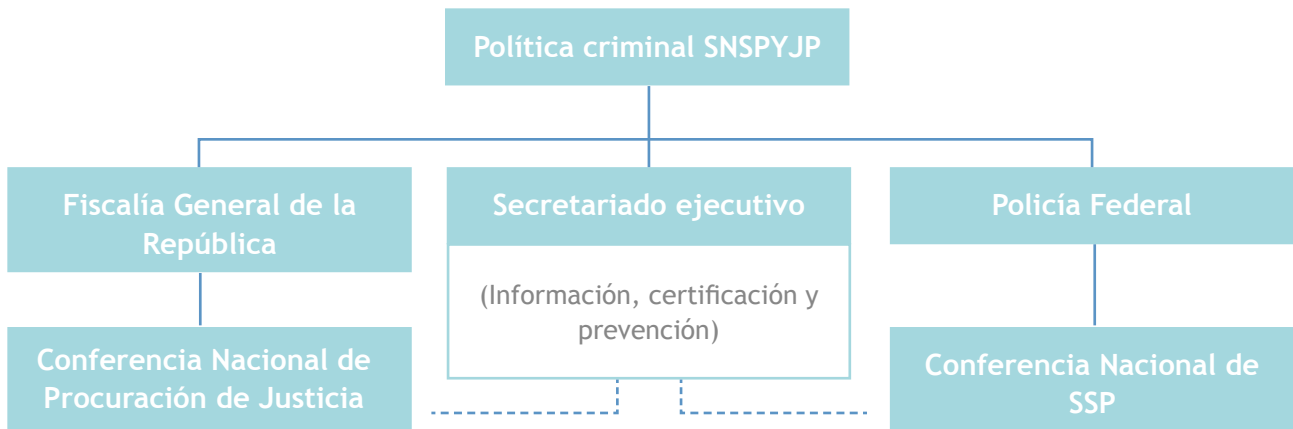 Política criminal SNSPYJP
Fiscalía General de la
República
Secretariado ejecutivo
(Información, certificación y
prevención)
Policía Federal
Conferencia Nacional de
Procuración de Justicia
Conferencia Nacional de
SSP